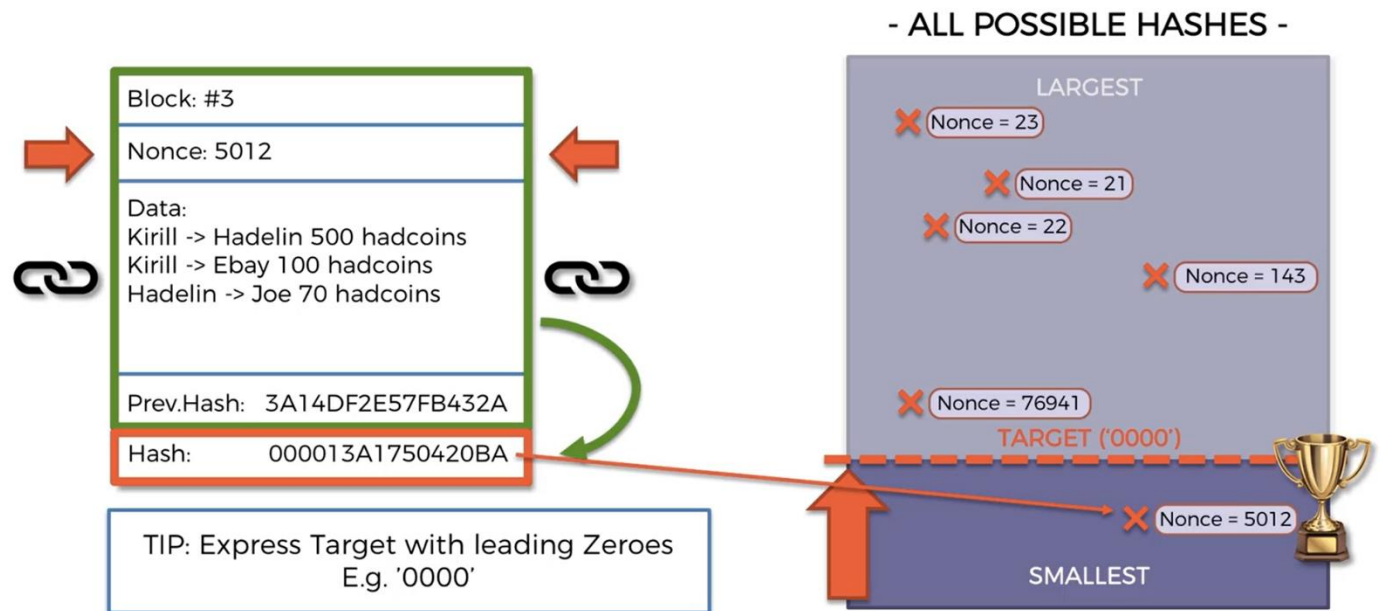 - ALL POSSIBLE HASHES -
Block: #3
Nonce: 5012
Data:
Kirill -> Hadelin 500 hadcoins
Kirill -> Ebay 100 hadcoins
Hadelin -> Joe 70 hadcoins
Prev.Hash: 3A14DF2E57FB432A
Hash: 000013A1750420BA
TIP: Express Target with leading Zeroes
E.g. '0000'
LARGEST
Nonce = 23
Nonce = 21
Nonce = 22
Nonce = 143
Nonce = 76941
TARGET ('0000')
Nonce = 5012
SMALLEST